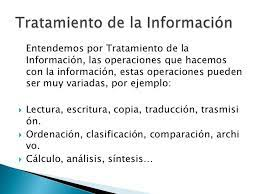 Tratamiento de la Información
Entendemos por Tratamiento de la
Información, las operaciones que hacemos
con la información, estas operaciones pueden
ser muy variadas, por ejemplo:
Lectura, escritura, copia, traducción, trasmisi
ón.
Ordenación, clasificación, comparación, archi
vo.
Cálculo, análisis, síntesis…